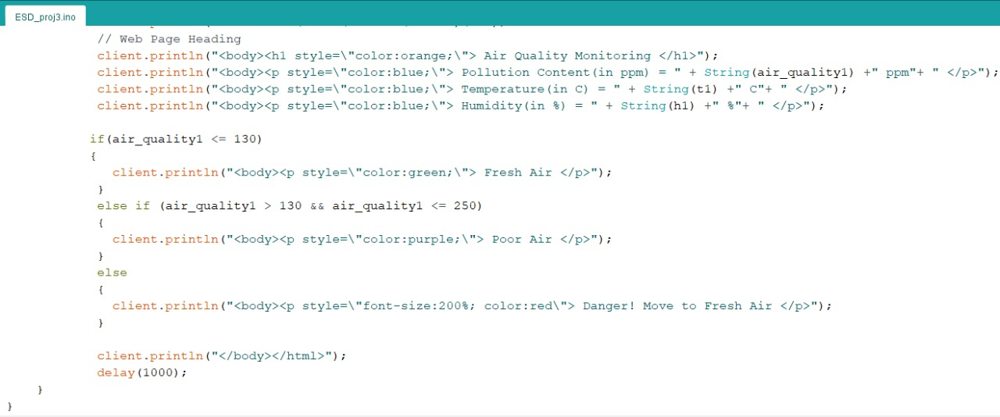 ESD_proj3.ino
// Web Page Heading
client.println("<body><h1 style=\"color:orange;\"> Air Quality Monitoring </h1>");
client.println("<body><p style=\"color:blue;\"> Pollution Content(in ppm) = " + String(air_quality1) +" ppm"+ " </p>");
client.println("<body><p style=\"color:blue;\"> Temperature(in C) = " + String(t1) +" C"+ " </p>");
client.println("<body><p style=\"color:blue;\"> Humidity(in %) = " + String(h1) +" %"+ " </p>");
if(air_quality1 <= 130)
{
client.println("<body><p style=\"color:green;\"> Fresh Air </p>");
}
else if (air_quality1 > 130 && air_quality1 <= 250)
{
client.println("<body><p style=\"color:purple;\"> Poor Air </p>");
}
else
{
client.println("<body><p style=\"font-size:200%; color:red\"> Danger! Move to Fresh Air </p>");
}
client.println("</body></html>");
delay(1000);
}
}